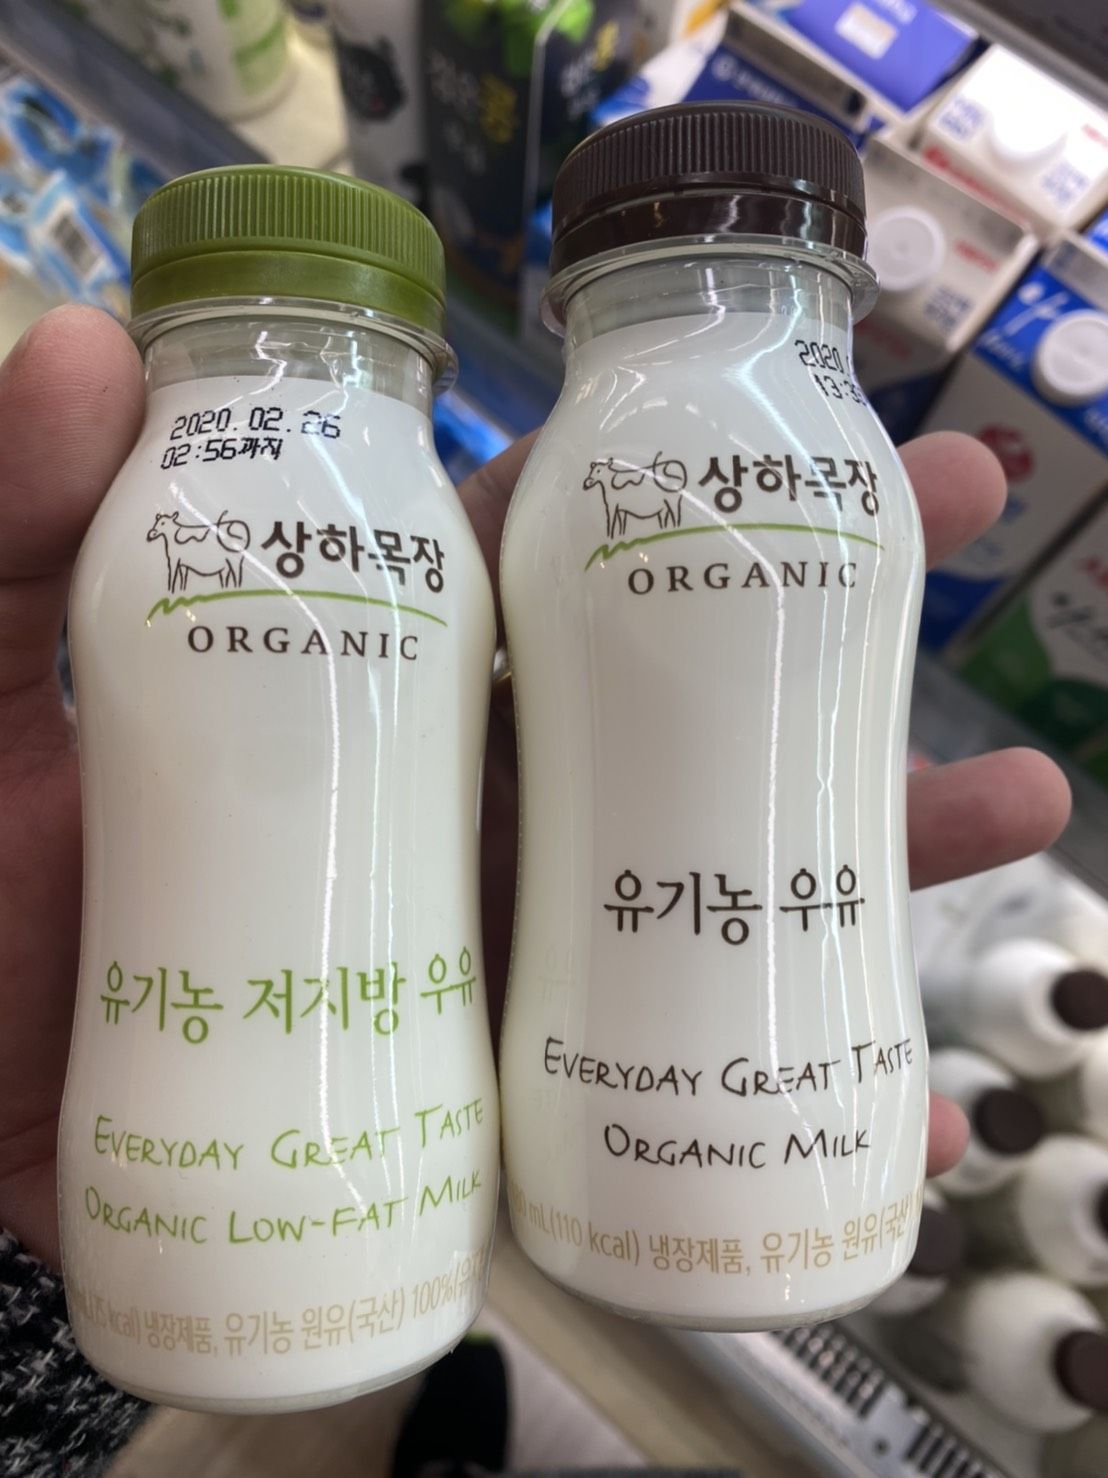 2020.02.26
02:56까지
상하목장
ORGANIC
유기농 저지방 우유
EVERYDAY GREAT TASTE
ORGANIC LOW-FAT MILK
냉장제품, 유기농 원유(국산) 100%
2020.
상하목장
ORGANIC
유기농 우유
EVERYDAY GREAT TASTE
ORGANIC MILK
mL(110 kcal) 냉장제품, 유기농 원유(국산)